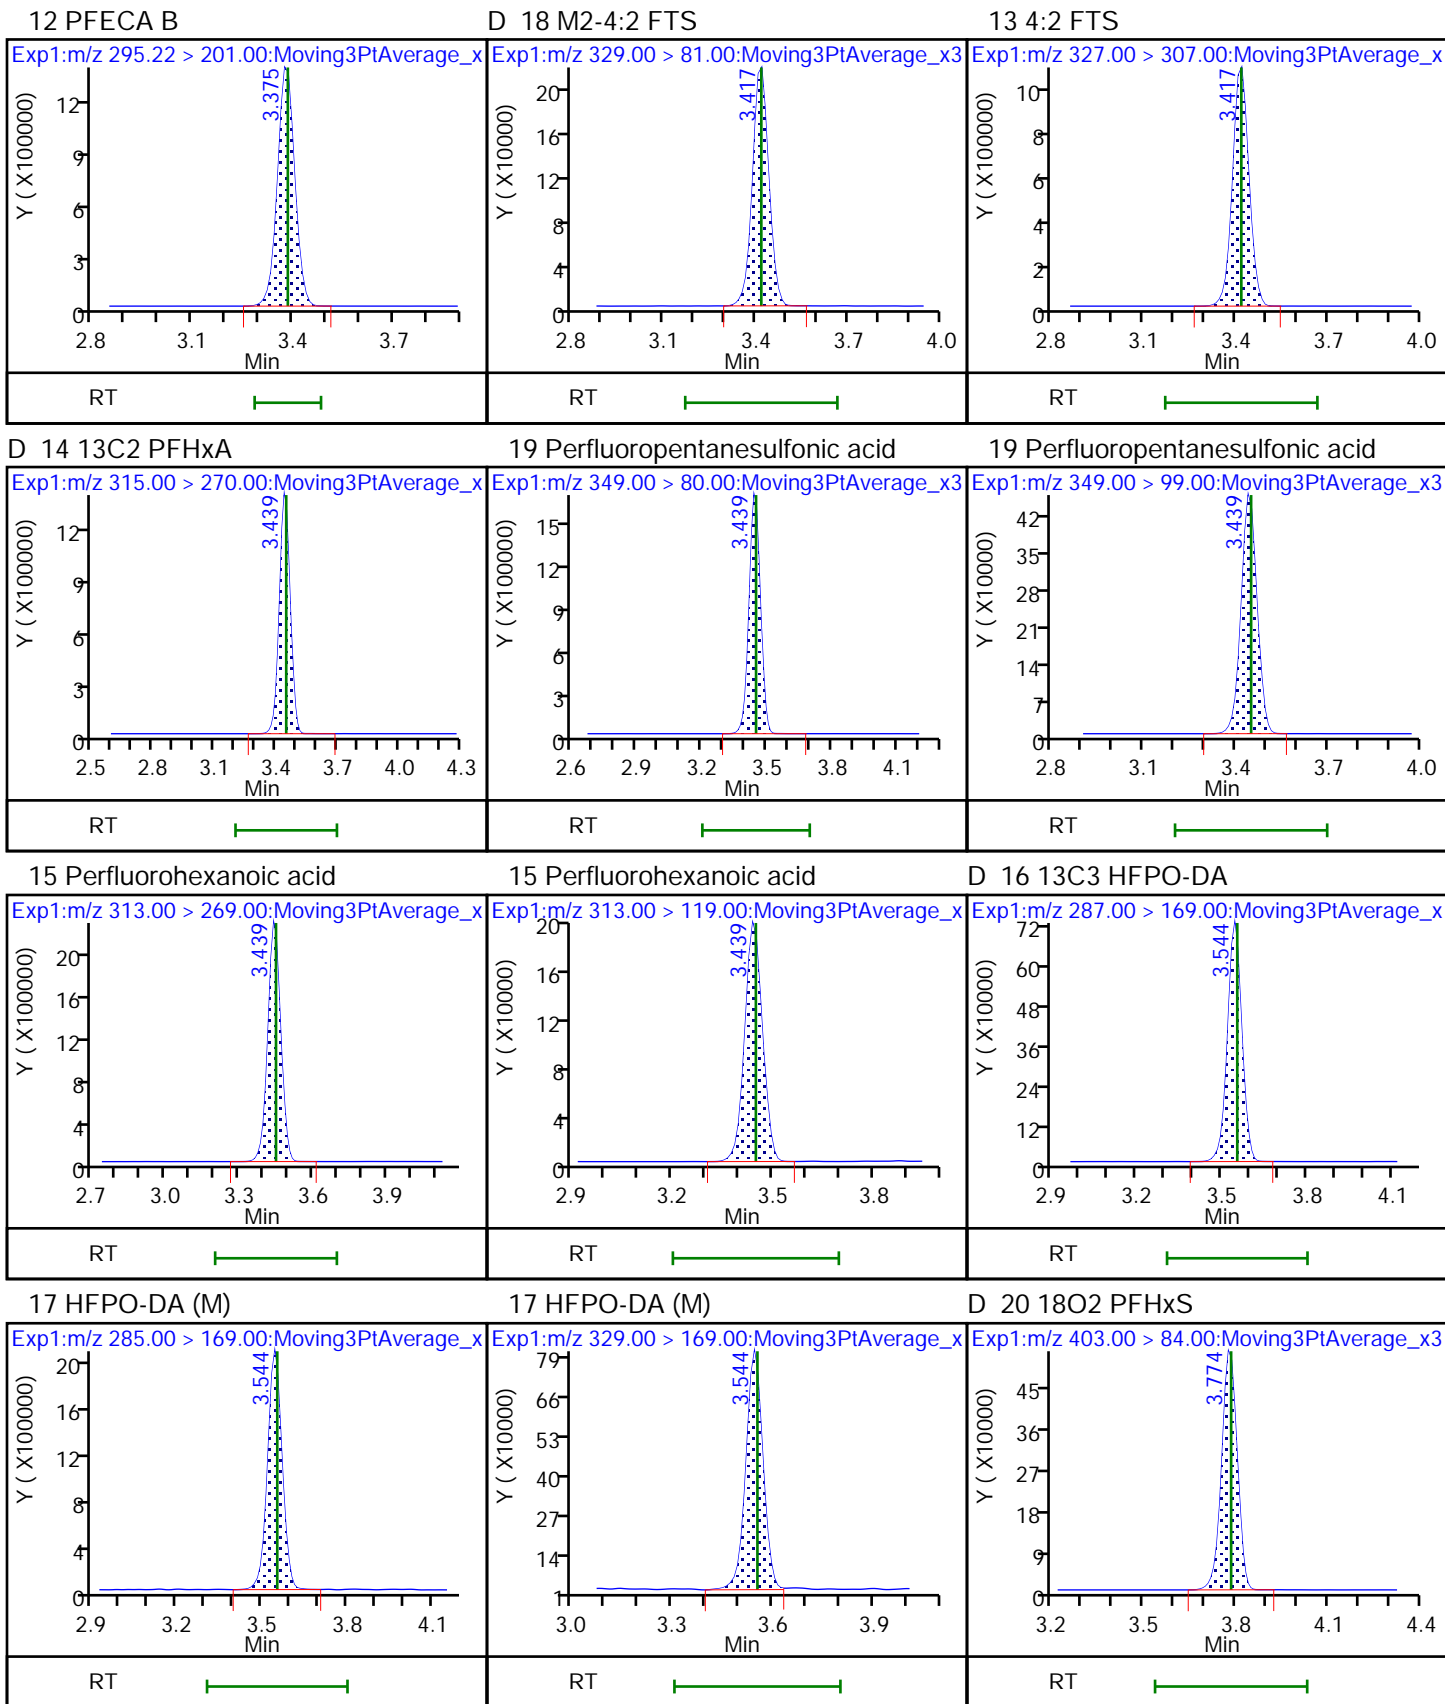 12 PFECA B
Exp1:m/z 295.22 > 201.00:Moving3PtAverage_x
3.375
Y ( X100000)
12
9
6
3
0
2.8 3.1 3.4 3.7
Min
RT
D 18 M2-4:2 FTS
Exp1:m/z 329.00 > 81.00:Moving3PtAverage_x3
3.417
Y ( X100000)
20
16
12
8
4
0
2.8 3.1 3.4 3.7 4.0
Min
RT
13 4:2 FTS
Exp1:m/z 327.00 > 307.00:Moving3PtAverage_x
3.417
Y ( X100000)
10
8
6
4
2
0
2.8 3.1 3.4 3.7 4.0
Min
RT
D 14 13C2 PFHxA
Exp1:m/z 315.00 > 270.00:Moving3PtAverage_x
3.439
Y ( X100000)
12
9
6
3
0
2.5 2.8 3.1 3.4 3.7 4.0 4.3
Min
RT
19 Perfluoropentanesulfonic acid
Exp1:m/z 349.00 > 80.00:Moving3PtAverage_x3
3.439
Y ( X100000)
15
12
9
6
3
0
2.6 2.9 3.2 3.5 3.8 4.1
Min
RT
19 Perfluoropentanesulfonic acid
Exp1:m/z 349.00 > 99.00:Moving3PtAverage_x3
3.439
Y ( X10000)
42
35
28
21
14
7
0
2.8 3.1 3.4 3.7 4.0
Min
RT
15 Perfluorohexanoic acid
Exp1:m/z 313.00 > 269.00:Moving3PtAverage_x
3.439
Y ( X100000)
20
16
12
8
4
0
2.7 3.0 3.3 3.6 3.9
Min
RT
15 Perfluorohexanoic acid
Exp1:m/z 313.00 > 119.00:Moving3PtAverage_x
3.439
Y ( X10000)
20
16
12
8
4
0
2.9 3.2 3.5 3.8
Min
RT
D 16 13C3 HFPO-DA
Exp1:m/z 287.00 > 169.00:Moving3PtAverage_x
3.544
Y ( X10000)
72
60
48
36
24
12
0
2.9 3.2 3.5 3.8 4.1
Min
RT
17 HFPO-DA (M)
Exp1:m/z 285.00 > 169.00:Moving3PtAverage_x
3.544
Y ( X100000)
20
16
12
8
4
0
2.9 3.2 3.5 3.8 4.1
Min
RT
17 HFPO-DA (M)
Exp1:m/z 329.00 > 169.00:Moving3PtAverage_x
3.544
Y ( X10000)
79
66
53
40
27
14
1
3.0 3.3 3.6 3.9
Min
RT
D 20 18O2 PFHxS
Exp1:m/z 403.00 > 84.00:Moving3PtAverage_x3
3.774
Y ( X10000)
45
36
27
18
9
0
3.2 3.5 3.8 4.1 4.4
Min
RT